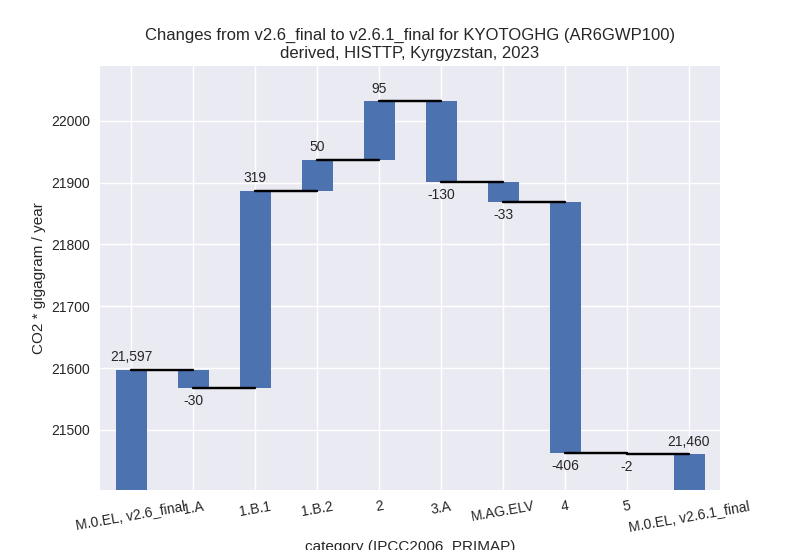 Changes from v2.6_final to v2.6.1_final for KYOTOGHG (AR6GWP100)
derived, HISTTP, Kyrgyzstan, 2023
CO2 * gigagram / year
22000
21900
21800
21700
21600
21500
21,597
-30
319
50
95
-130
-33
-406
-2
21,460
M.0.EL, v2.6_final
1.A
1.B.1
1.B.2
2
3.A
M.AG.ELV
4
5
M.0.EL, v2.6.1_final
category (IPCC2006_PRIMAP)